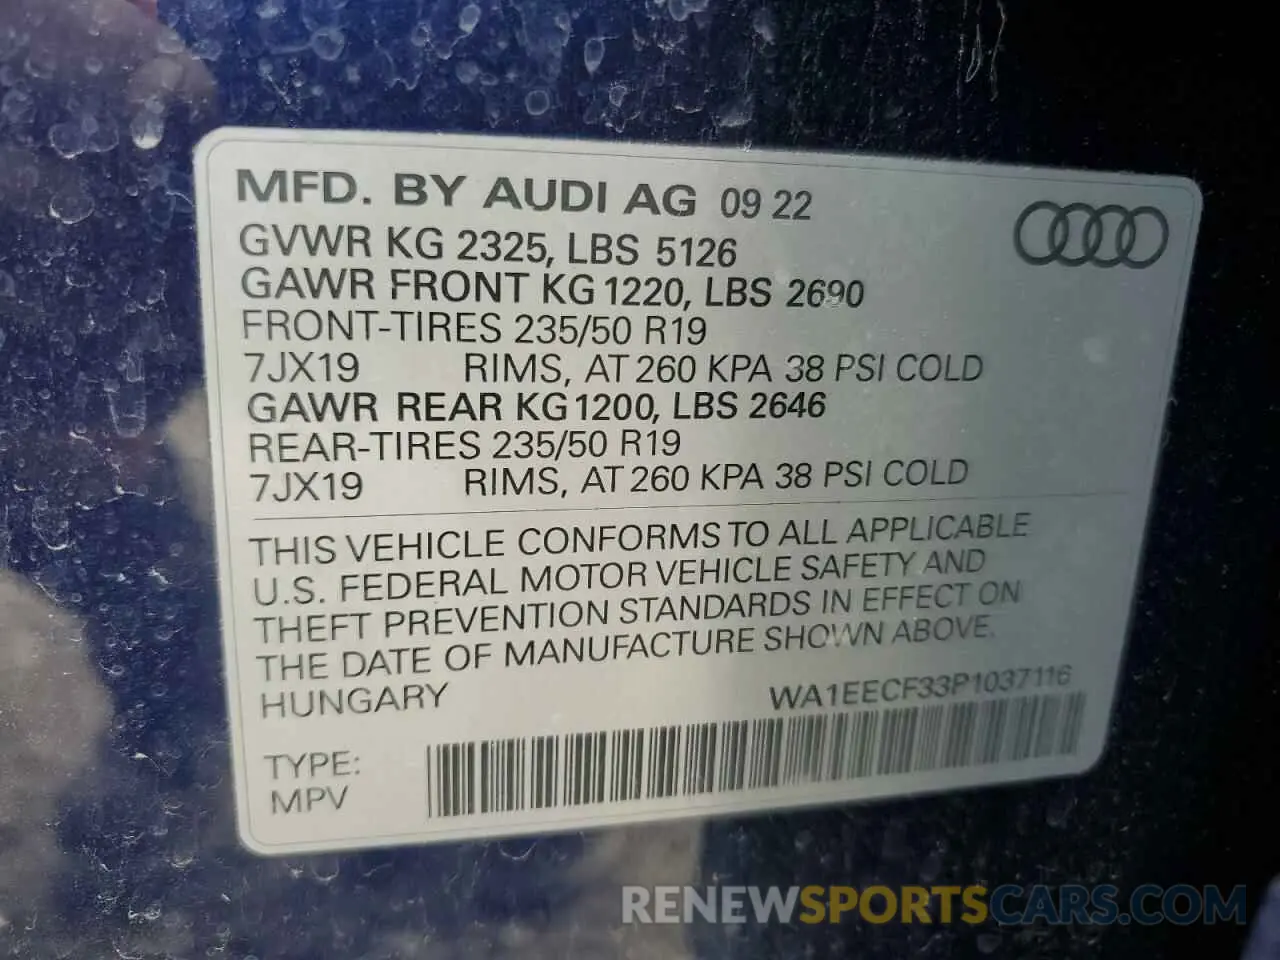 MFD. BY AUDI AG 09 22
GVWR KG 2325, LBS 5126
GAWR FRONT KG 1220, LBS 2690
FRONT-TIRES 235/50 R19
7JX19 RIMS, AT 260 KPA 38 PSI COLD
GAWR REAR KG 1200, LBS 2646
REAR-TIRES 235/50 R19
7JX19 RIMS, AT 260 KPA 38 PSI COLD
THIS VEHICLE CONFORMS TO ALL APPLICABLE
U.S. FEDERAL MOTOR VEHICLE SAFETY AND
THEFT PREVENTION STANDARDS IN EFFECT ON
THE DATE OF MANUFACTURE SHOWN ABOVE.
HUNGARY WA1EECF33P1037116
TYPE:
MPV
RENEWSPORTSCARS.COM